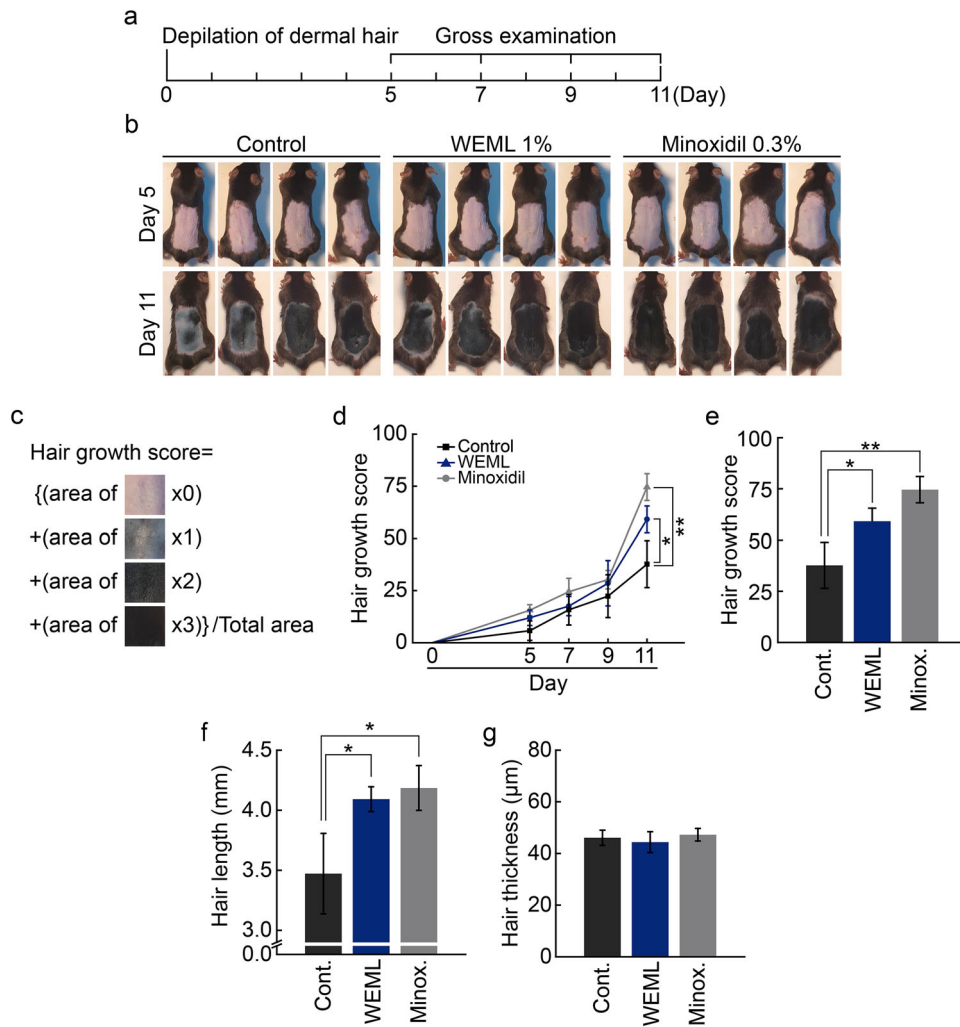 a
Depilation of dermal hair Gross examination
0 5 7 9 11(Day)
b
Control WEML 1% Minoxidil 0.3%
Day 5
Day 11
c
Hair growth score=
{(area of x0)
+(area of x1)
+(area of x2)
+(area of x3)}/Total area
d
Hair growth score
100
75
50
25
0
Control
WEML
Minoxidil
*
**
0 5 7 9 11
Day
e
Hair growth score
100
75
50
25
0
**
*
Cont. WEML Minox.
f
Hair length (mm)
4.5
4.0
3.5
3.0
0.0
*
*
Cont. WEML Minox.
g
Hair thickness (µm)
80
60
40
20
0
Cont. WEML Minox.